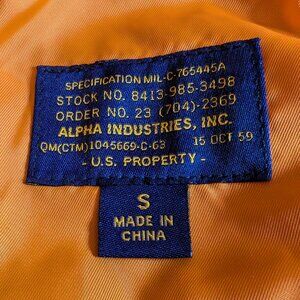 SPECIFICATION MIL-C-765445A
STOCK NO. 8413-985-3498
ORDER NO. 23 (704)-2369
ALPHA INDUSTRIES, INC.
QM(CTM)1045669-C-63 15 OCT 59
- U.S. PROPERTY -
S
MADE IN
CHINA